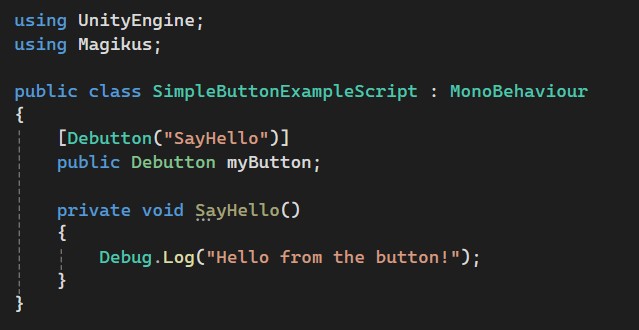 using UnityEngine;
using Magikus;
public class SimpleButtonExampleScript : MonoBehaviour
{
[Debutton("SayHello")]
public Debutton myButton;
private void SayHello()
{
Debug.Log("Hello from the button!");
}
}